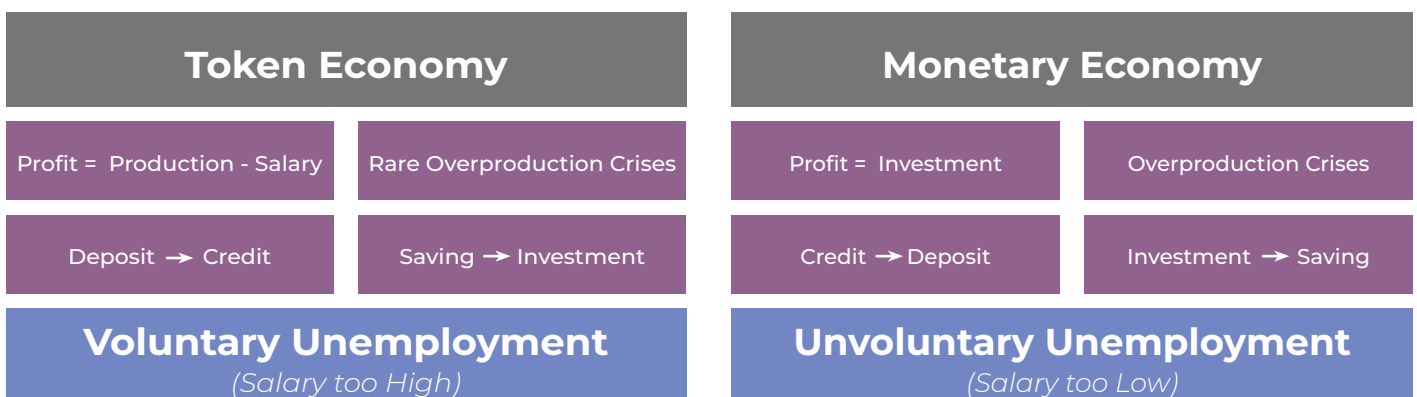 Token Economy
Profit = Production - Salary
Rare Overproduction Crises
Deposit → Credit
Saving → Investment
Voluntary Unemployment
(Salary too High)
Monetary Economy
Profit = Investment
Overproduction Crises
Credit → Deposit
Investment → Saving
Unvoluntary Unemployment
(Salary too Low)